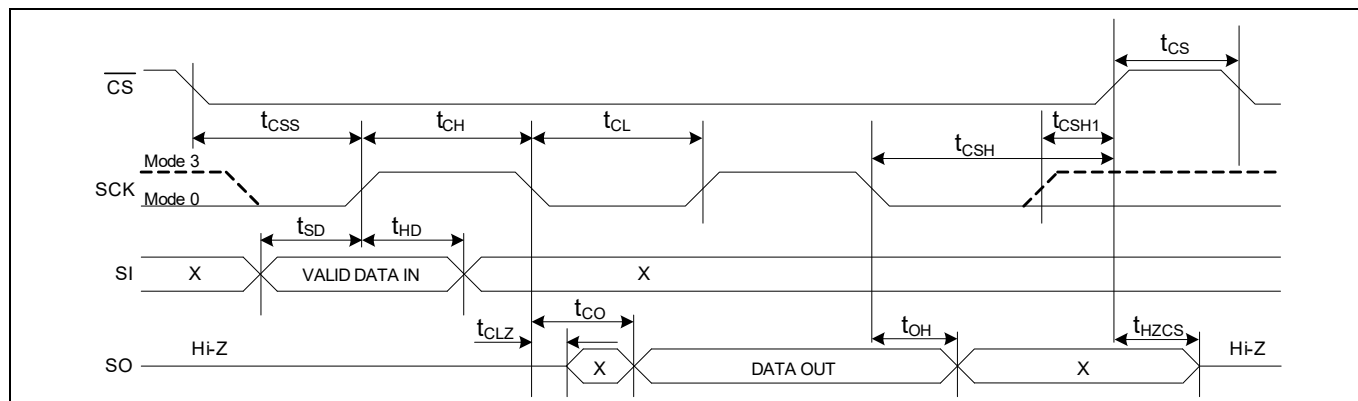 tCS
CS
tCSS tCH tCL tCSH1
tCSH
Mode 3
SCK
Mode 0
tSD tHD
SI X VALID DATA IN X
tCO
tCLZ tOH tHZCS
Hi-Z Hi-Z
SO X DATA OUT X